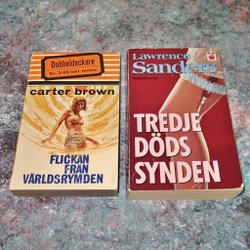 Dubbeldeckare
carter brown
FLICKAN
FRÅN
VÄRLDSRYMDEN
Lawrence
Sanders
TREDJE
DÖDS
SYNDEN